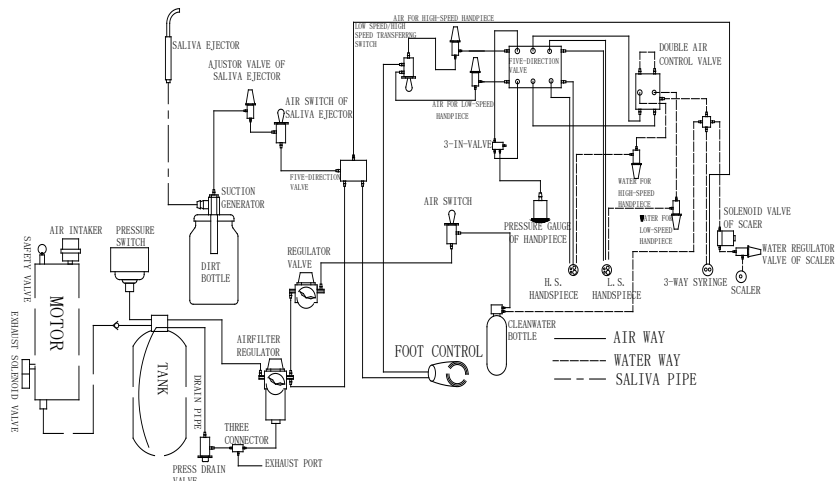 AIR FOR HIGH-SPEED HANDPIECE
LOW SPEED/HIGH
SPEED TRANSFERRNG
SWITCH
SALIVA EJECTOR
AJUSTOR VALVE OF
SALIVA EJECTOR
AIR SWITCH OF
SALIVA EJECTOR
DOUBLE AIR
CONTROL VALVE
FIVE-DIRECTION
VALVE
AIR FOR LOW-SPEED
HANDPIECE
3-IN-VALVE
FIVE-DIRECTION
VALVE
WATER FOR
HIGH-SPEED
HANDPIECE
SUCTION
GENERATOR
AIR SWITCH
PRESSURE GAUGE
OF HANDPIECE
WATER FOR
LOW-SPEED
HANDPIECE
SOLENOID VALVE
OF SCAER
WATER REGULATOR
VALVE OF SCALER
SAFETY VALVE
AIR INTAKER
PRESSURE
SWITCH
DIRT
BOTTLE
REGULATOR
VALVE
H.S.
HANDSPIECE
L.S.
HANDSPIECE
3-WAY SYRINGE
SCALER
MOTOR
EXHAUST SOLNOID VALVE
CLEANWATER
BOTTLE
AIRFILTER
REGULATOR
FOOT CONTROL
AIR WAY
WATER WAY
SALIVA PIPE
TANK
DRAIN PIPE
THREE
CONNECTOR
EXHAUST PORT
PRESS DRAIN
VALVE